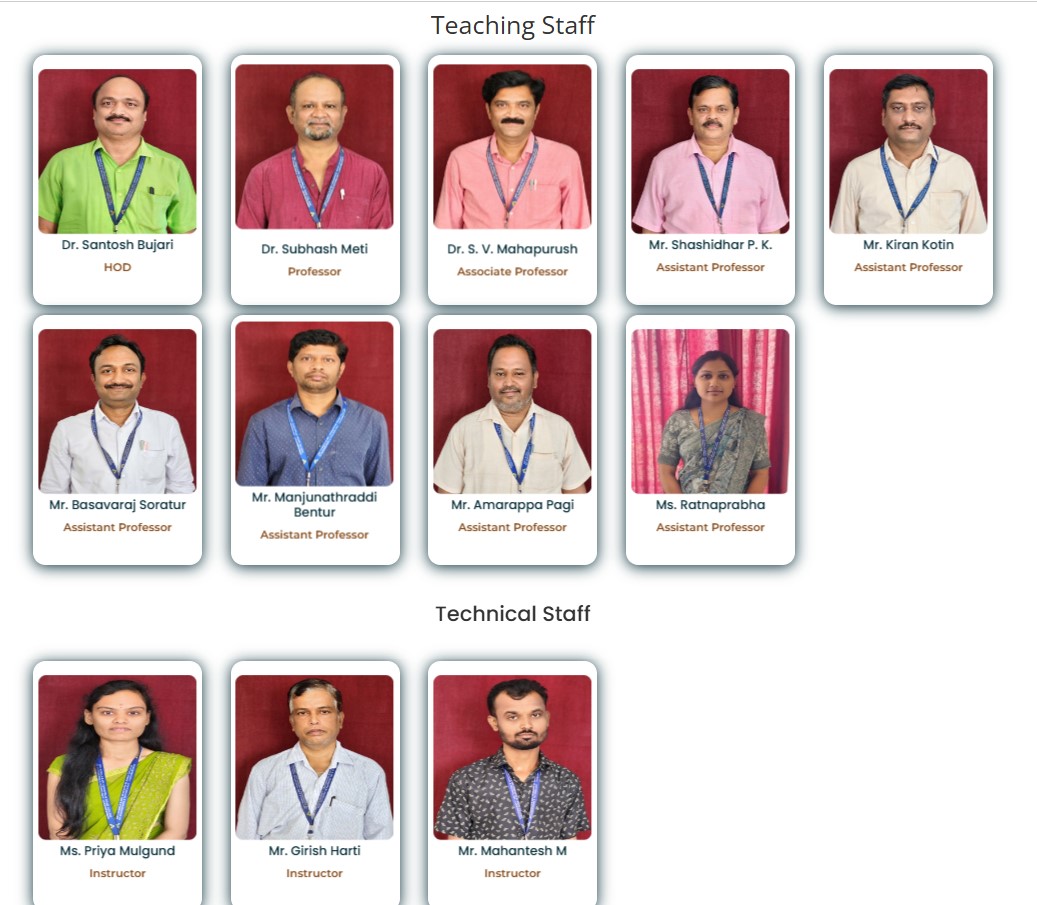 Teaching Staff
Dr. Santosh Bujari
HOD
Dr. Subhash Meti
Professor
Dr. S. V. Mahapurush
Associate Professor
Mr. Shashidhar P. K.
Assistant Professor
Mr. Kiran Kotin
Assistant Professor
Mr. Basavaraj Soratur
Assistant Professor
Mr. Manjunathraddi
Bentur
Assistant Professor
Mr. Amarappa Pagi
Assistant Professor
Ms. Ratnaprabha
Assistant Professor
Technical Staff
Ms. Priya Mulgund
Instructor
Mr. Girish Harti
Instructor
Mr. Mahantesh M
Instructor